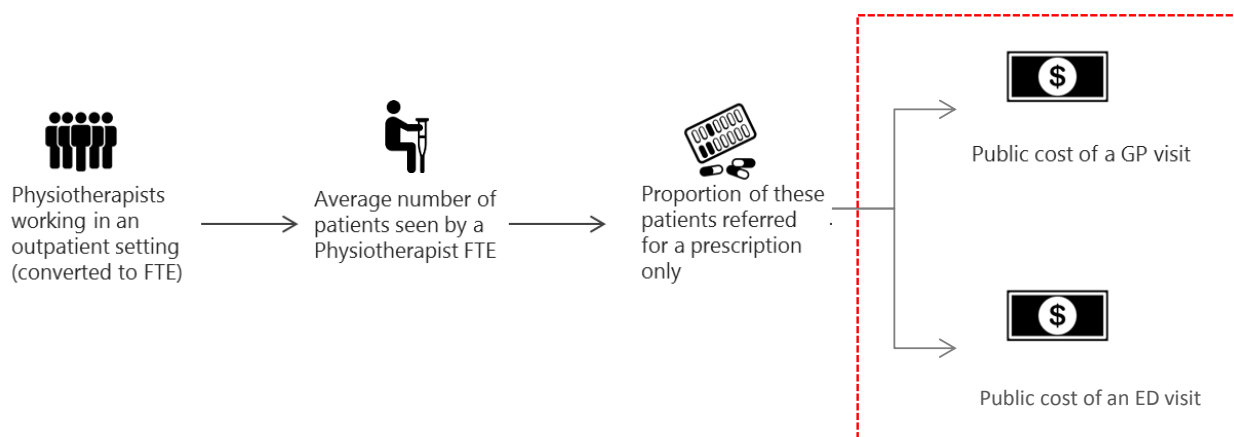 Physiotherapists
working in an
outpatient setting
(converted to FTE)
Average number of
patients seen by a
Physiotherapist FTE
Proportion of these
patients referred
for a prescription
only
$
Public cost of a GP visit
$
Public cost of an ED visit